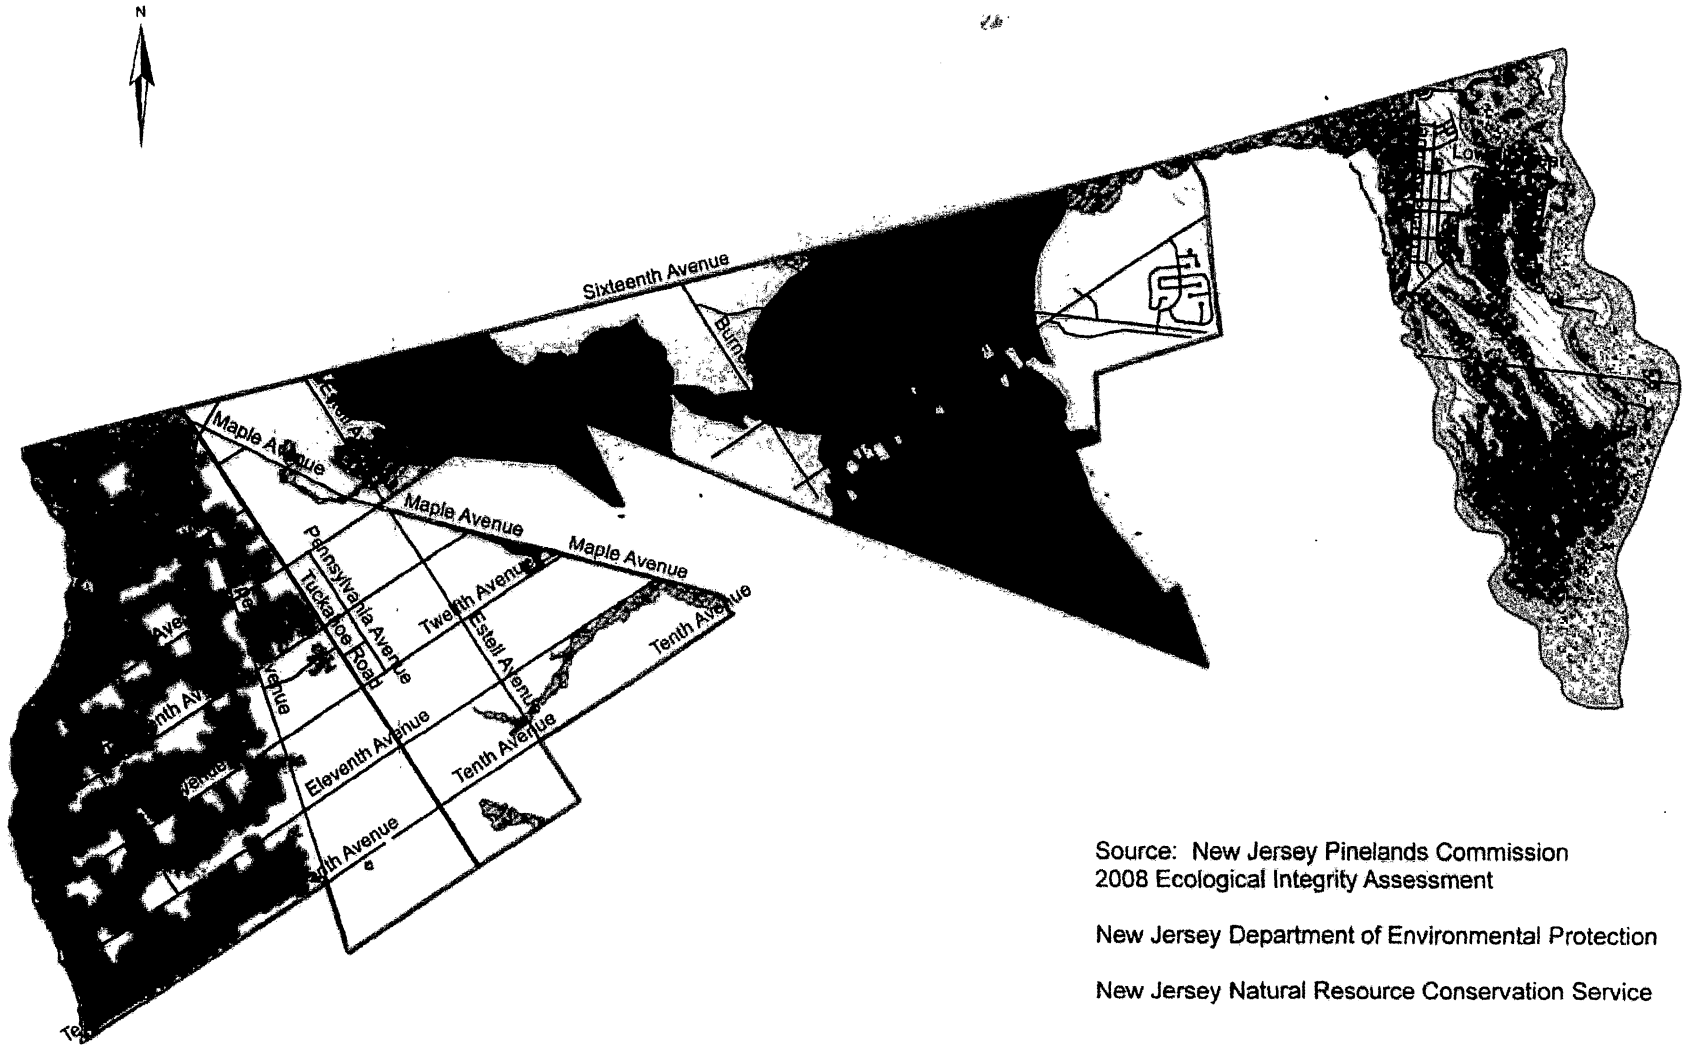 N
Sixteenth Avenue
Maple Avenue
Maple Avenue
Maple Avenue
Pennsylvania Avenue
Tuckahoe Road
Twelfth Avenue
Estell Avenue
Tenth Avenue
Eleventh Avenue
Tenth Avenue
Source: New Jersey Pinelands Commission
2008 Ecological Integrity Assessment
New Jersey Department of Environmental Protection
New Jersey Natural Resource Conservation Service